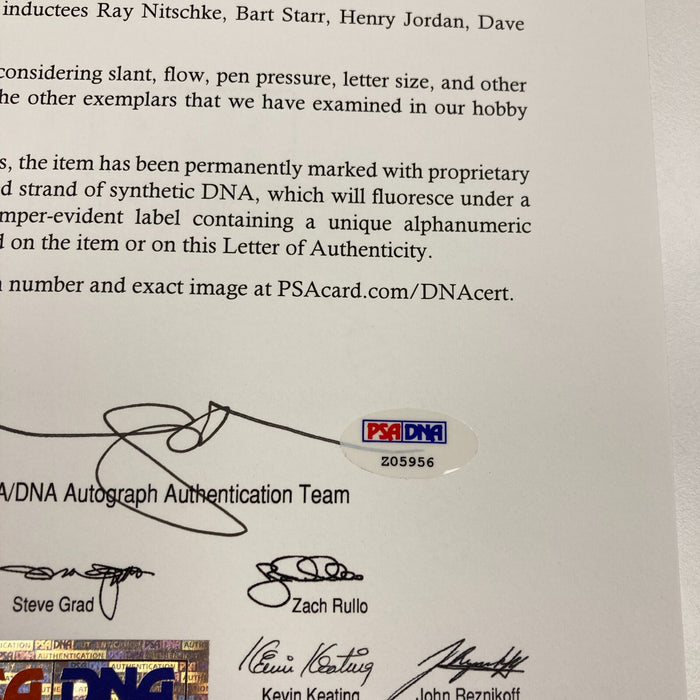 inductees Ray Nitschke, Bart Starr, Henry Jordan, Dave
considering slant, flow, pen pressure, letter size, and other
he other exemplars that we have examined in our hobby
s, the item has been permanently marked with proprietary
d strand of synthetic DNA, which will fluoresce under a
mper-evident label containing a unique alphanumeric
d on the item or on this Letter of Authenticity.
n number and exact image at PSAcard.com/DNAcert.
PSA DNA
Z05956
A/DNA Autograph Authentication Team
Steve Grad
Zach Rullo
Kevin Keating
Kevin Keating
John Reznikoff
DNA
AUTHENTICATION